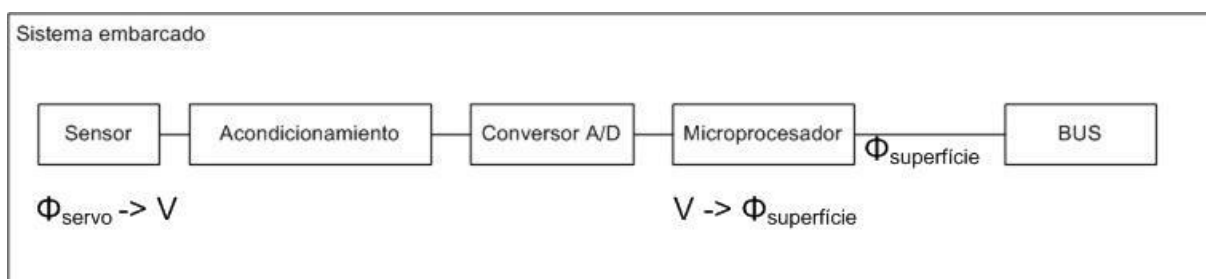 Sistema embarcado
Sensor
Acondicionamiento
Conversor A/D
Microprocesador
Φsuperfície
BUS
Φservo -> V
V -> Φsuperfície